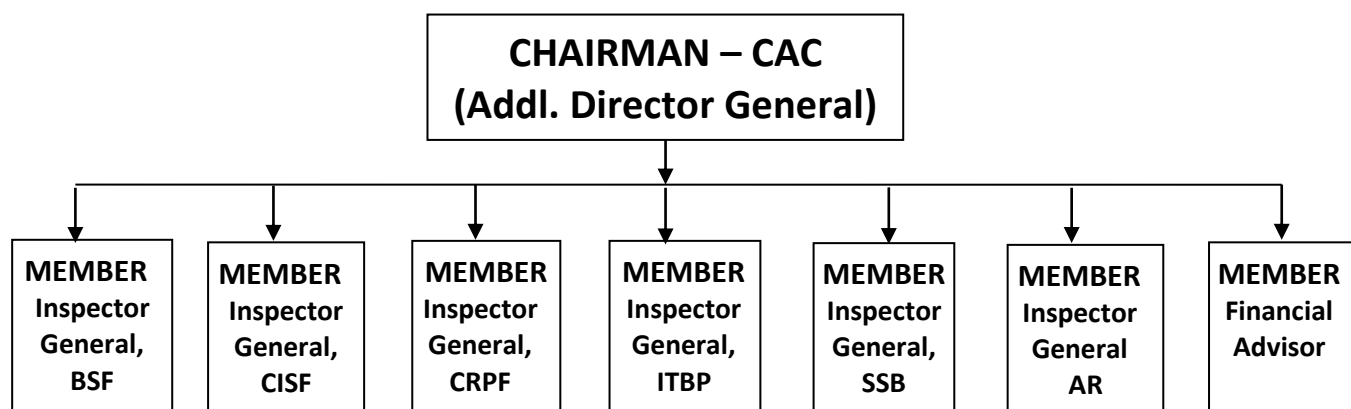 CHAIRMAN – CAC
(Addl. Director General)
MEMBER
Inspector
General,
BSF
MEMBER
Inspector
General,
CISF
MEMBER
Inspector
General,
CRPF
MEMBER
Inspector
General,
ITBP
MEMBER
Inspector
General,
SSB
MEMBER
Inspector
General
AR
MEMBER
Financial
Advisor